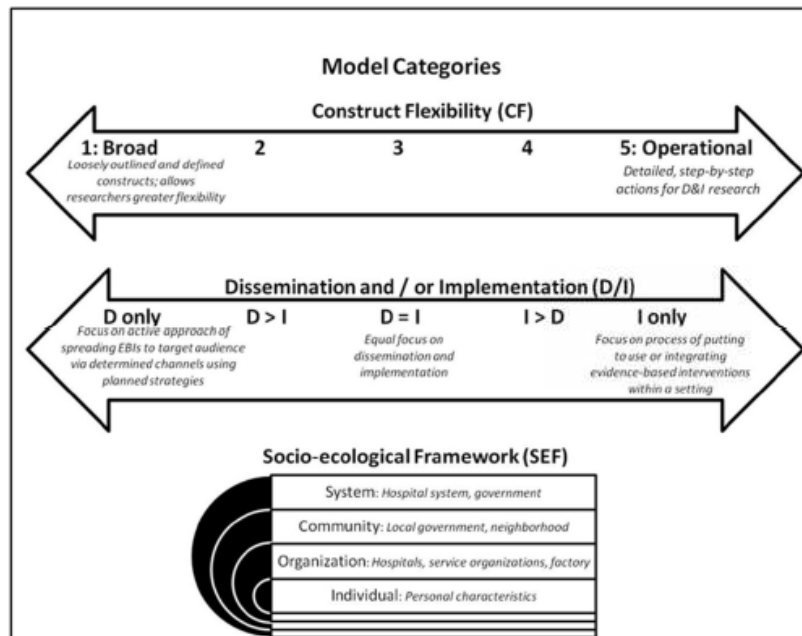 Model Categories
Construct Flexibility (CF)
1: Broad 2 3 4 5: Operational
Loosely outlined and defined
constructs; allows
researchers greater flexibility
Detailed, step-by-step
actions for D&I research
Dissemination and / or Implementation (D/I)
D only D > I D = I I > D I only
Focus on active approach of
spreading EBIs to target audience
via determined channels using
planned strategies
Equal focus on
dissemination and
implementation
Focus on process of putting
to use or integrating
evidence-based interventions
within a setting
Socio-ecological Framework (SEF)
System: Hospital system, government
Community: Local government, neighborhood
Organization: Hospitals, service organizations, factory
Individual: Personal characteristics